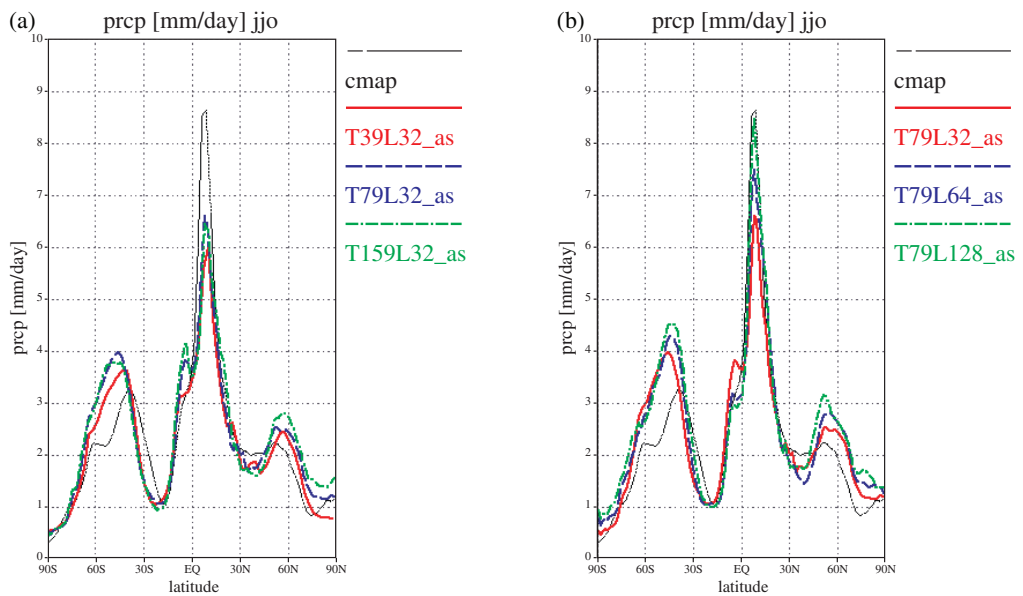 (a) prcp [mm/day] jjo
prcp [mm/day]
10
9
8
7
6
5
4
3
2
1
0
90S 60S 30S EQ 30N 60N 90N
latitude
cmap
T39L32_as
T79L32_as
T159L32_as
(b) prcp [mm/day] jjo
prcp [mm/day]
10
9
8
7
6
5
4
3
2
1
0
90S 60S 30S EQ 30N 60N 90N
latitude
cmap
T79L32_as
T79L64_as
T79L128_as